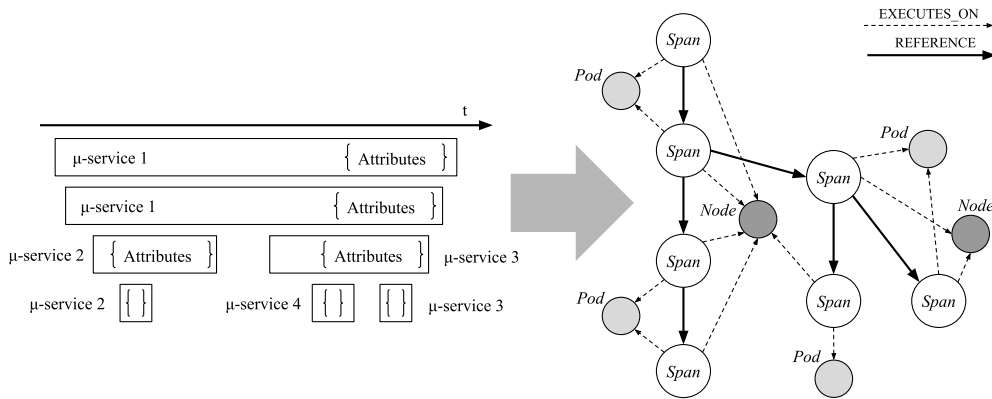 t
μ-service 1 { Attributes }
μ-service 1 { Attributes }
μ-service 2 { Attributes } { Attributes } μ-service 3
μ-service 2 { } μ-service 4 { } { } μ-service 3
EXECUTES_ON
REFERENCE
Span
Pod
Span
Pod
Span
Node
Node
Span
Pod
Span
Span
Span
Pod